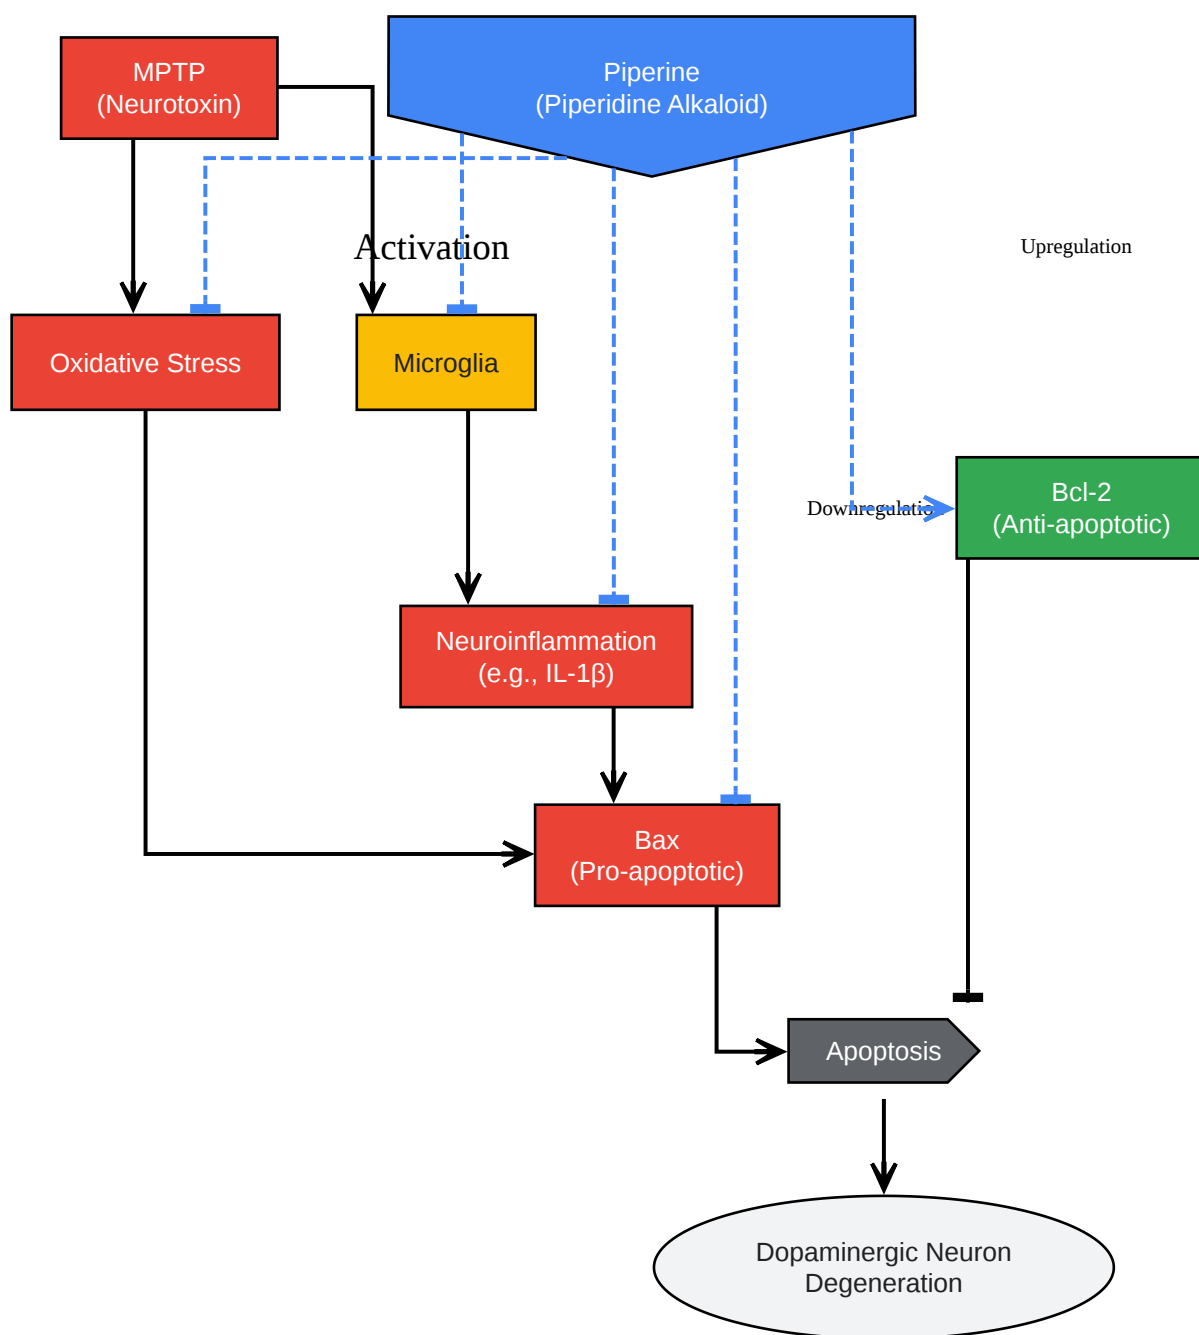 MPTP
(Neurotoxin)
Piperine
(Piperidine Alkaloid)
Activation
Upregulation
Oxidative Stress
Microglia
Bcl-2
(Anti-apoptotic)
Downregulation
Neuroinflammation
(e.g., IL-1β)
Bax
(Pro-apoptotic)
Apoptosis
Dopaminergic Neuron
Degeneration